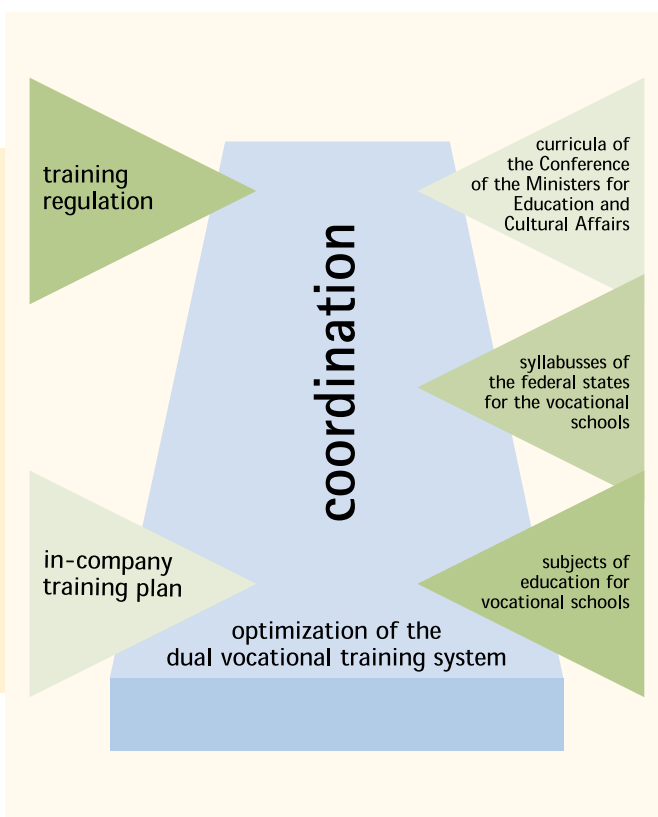 training
regulation
curricula of
the Conference
of the Ministers for
Education and
Cultural Affairs
coordination
syllabusses of
the federal states
for the vocational
schools
in-company
training plan
subjects of
education for
vocational schools
optimization of the
dual vocational training system